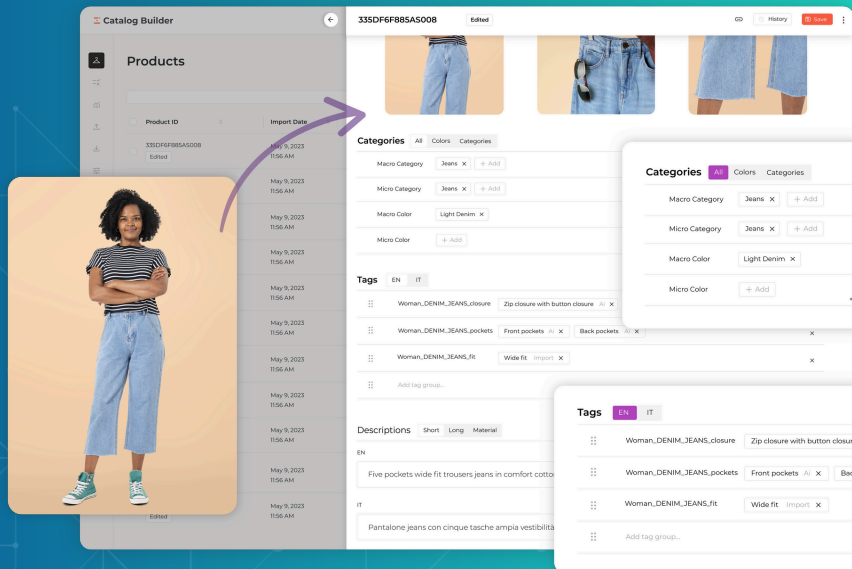 Catalog Builder
Products
Product ID
Import Date
335DF6F885AS008
Edited
May 9, 2023
11:56 AM
May 9, 2023
11:56 AM
May 9, 2023
11:56 AM
May 9, 2023
11:56 AM
May 9, 2023
11:56 AM
May 9, 2023
11:56 AM
May 9, 2023
11:56 AM
May 9, 2023
11:56 AM
May 9, 2023
11:56 AM
May 9, 2023
11:56 AM
May 9, 2023
11:56 AM
Edited
335DF6F885AS008 Edited History Save
Categories All Colors Categories
Macro Category Jeans × + Add
Micro Category Jeans × + Add
Macro Color Light Denim ×
Micro Color + Add
Tags EN IT
Woman_DENIM_JEANS_closure Zip closure with button closure Ai ×
Woman_DENIM_JEANS_pockets Front pockets Ai × Back pockets Ai ×
Woman_DENIM_JEANS_fit Wide fit Import ×
Add tag group...
Descriptions Short Long Material
EN
Five pockets wide fit trousers jeans in comfort
IT
Pantalone jeans con cinque tasche ampia vestibilità
Categories All Colors Categories
Macro Category Jeans × + Add
Micro Category Jeans × + Add
Macro Color Light Denim ×
Micro Color + Add
Tags EN IT
Woman_DENIM_JEANS_closure Zip closure with button
Woman_DENIM_JEANS_pockets Front pockets Ai ×
Woman_DENIM_JEANS_fit Wide fit Import ×
Add tag group...